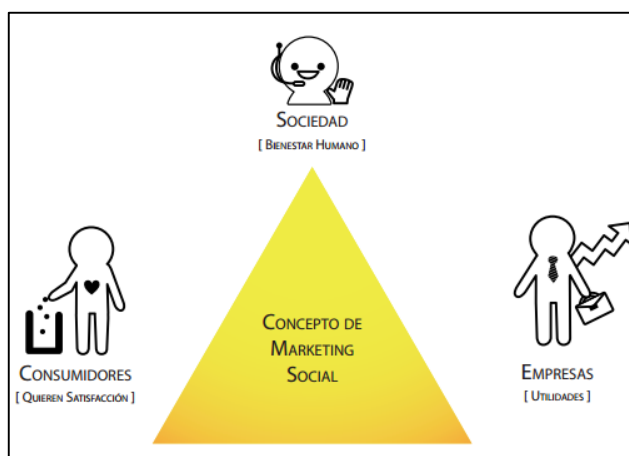 SOCIEDAD
[ BIENESTAR HUMANO ]
CONCEPTO DE
MARKETING
SOCIAL
CONSUMIDORES
[ QUIEREN SATISFACCIÓN ]
EMPRESAS
[ UTILIDADES ]